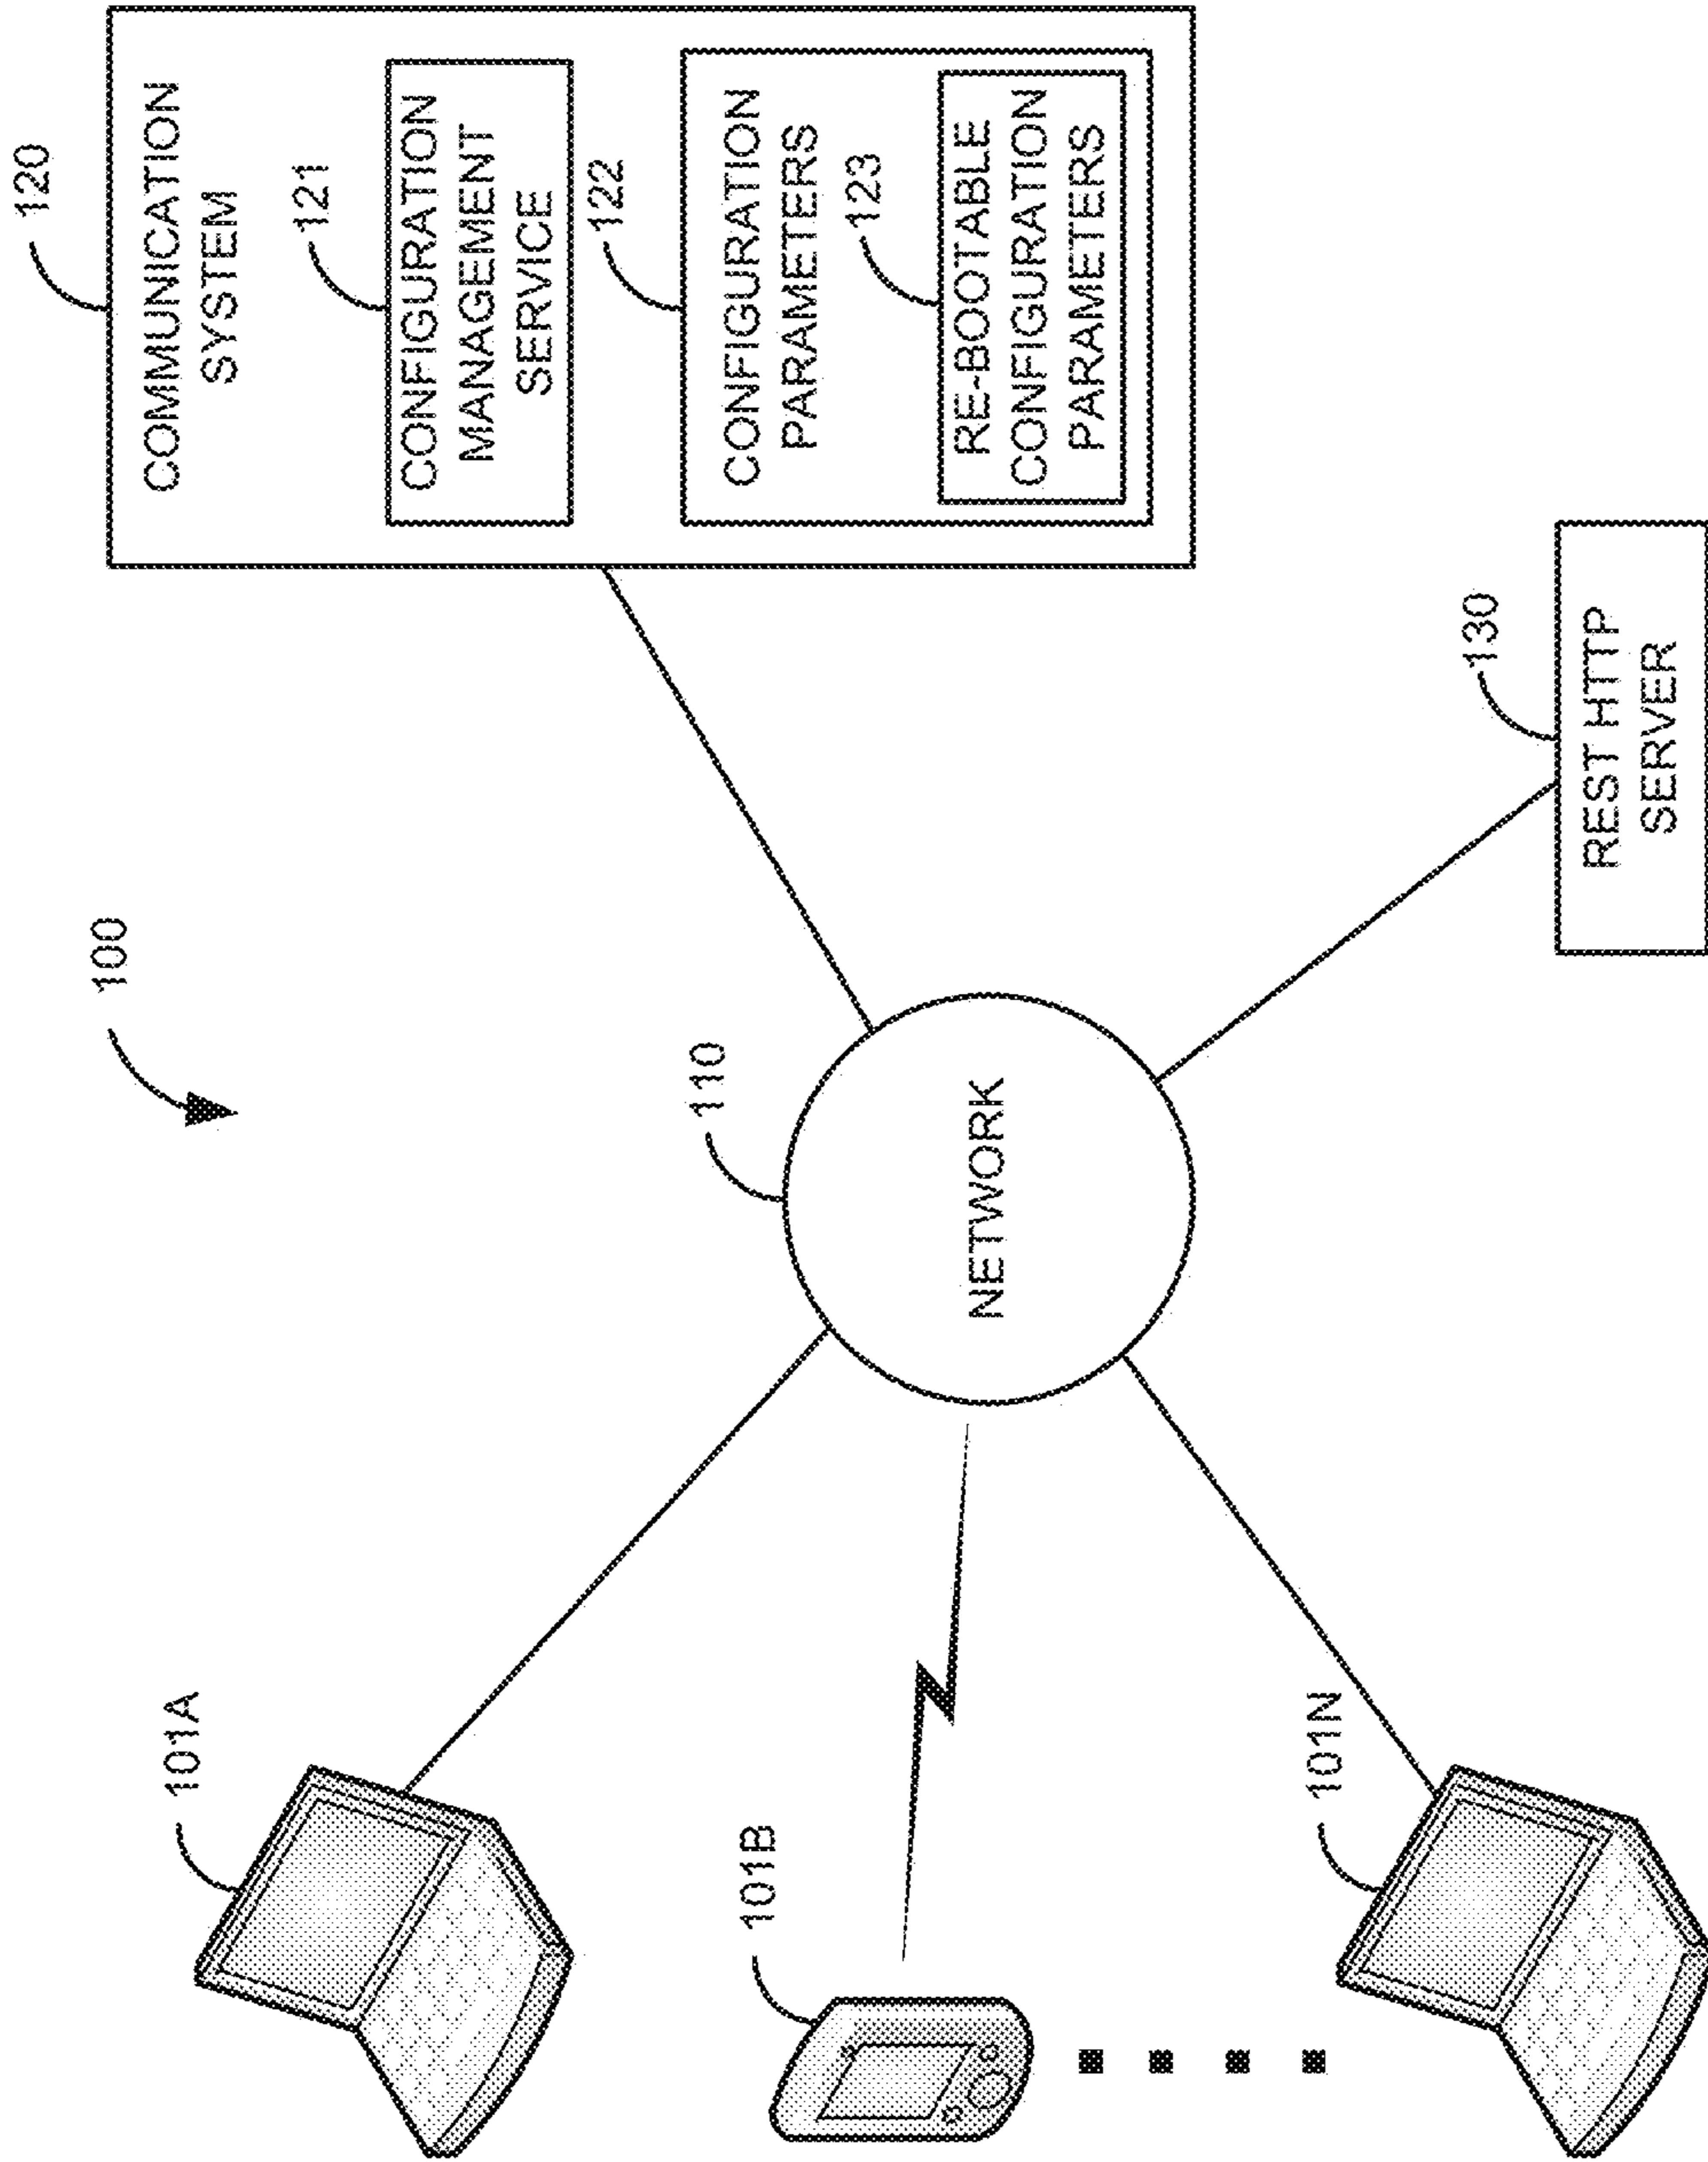 100
120
COMMUNICATION
SYSTEM
121
CONFIGURATION
MANAGEMENT
SERVICE
122
CONFIGURATION
PARAMETERS
123
RE-BOOTABLE
CONFIGURATION
PARAMETERS
110
NETWORK
130
REST HTTP
SERVER
101A
101B
101N